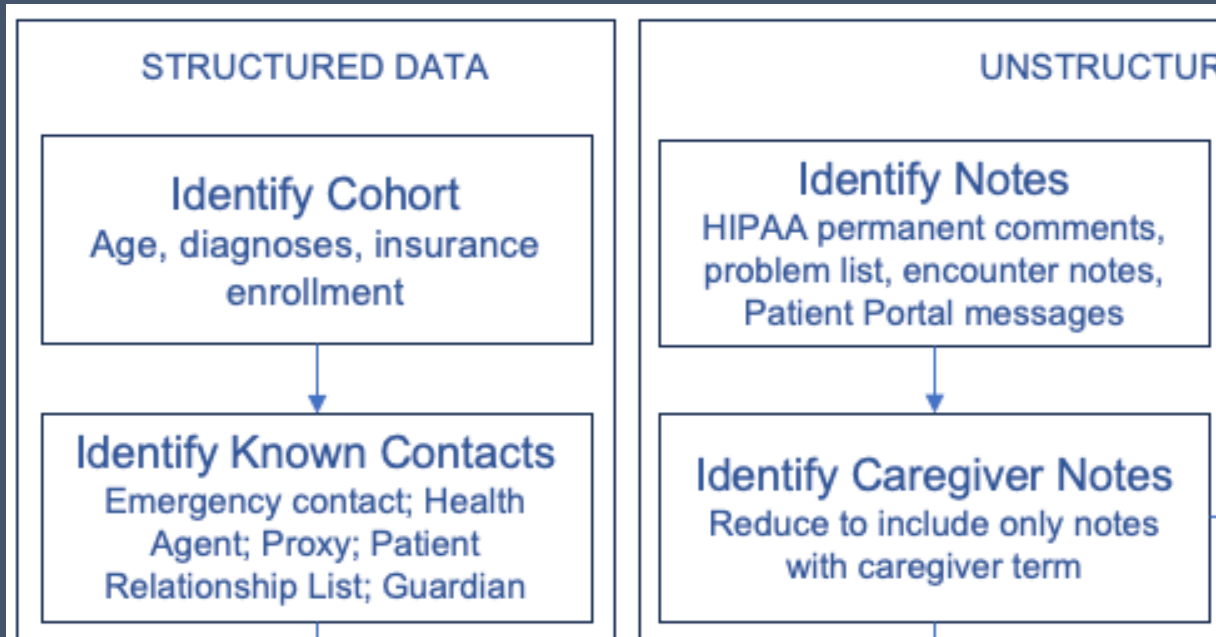 STRUCTURED DATA
Identify Cohort
Age, diagnoses, insurance
enrollment
Identify Known Contacts
Emergency contact; Health
Agent; Proxy; Patient
Relationship List; Guardian
UNSTRUCTUR
Identify Notes
HIPAA permanent comments,
problem list, encounter notes,
Patient Portal messages
Identify Caregiver Notes
Reduce to include only notes
with caregiver term